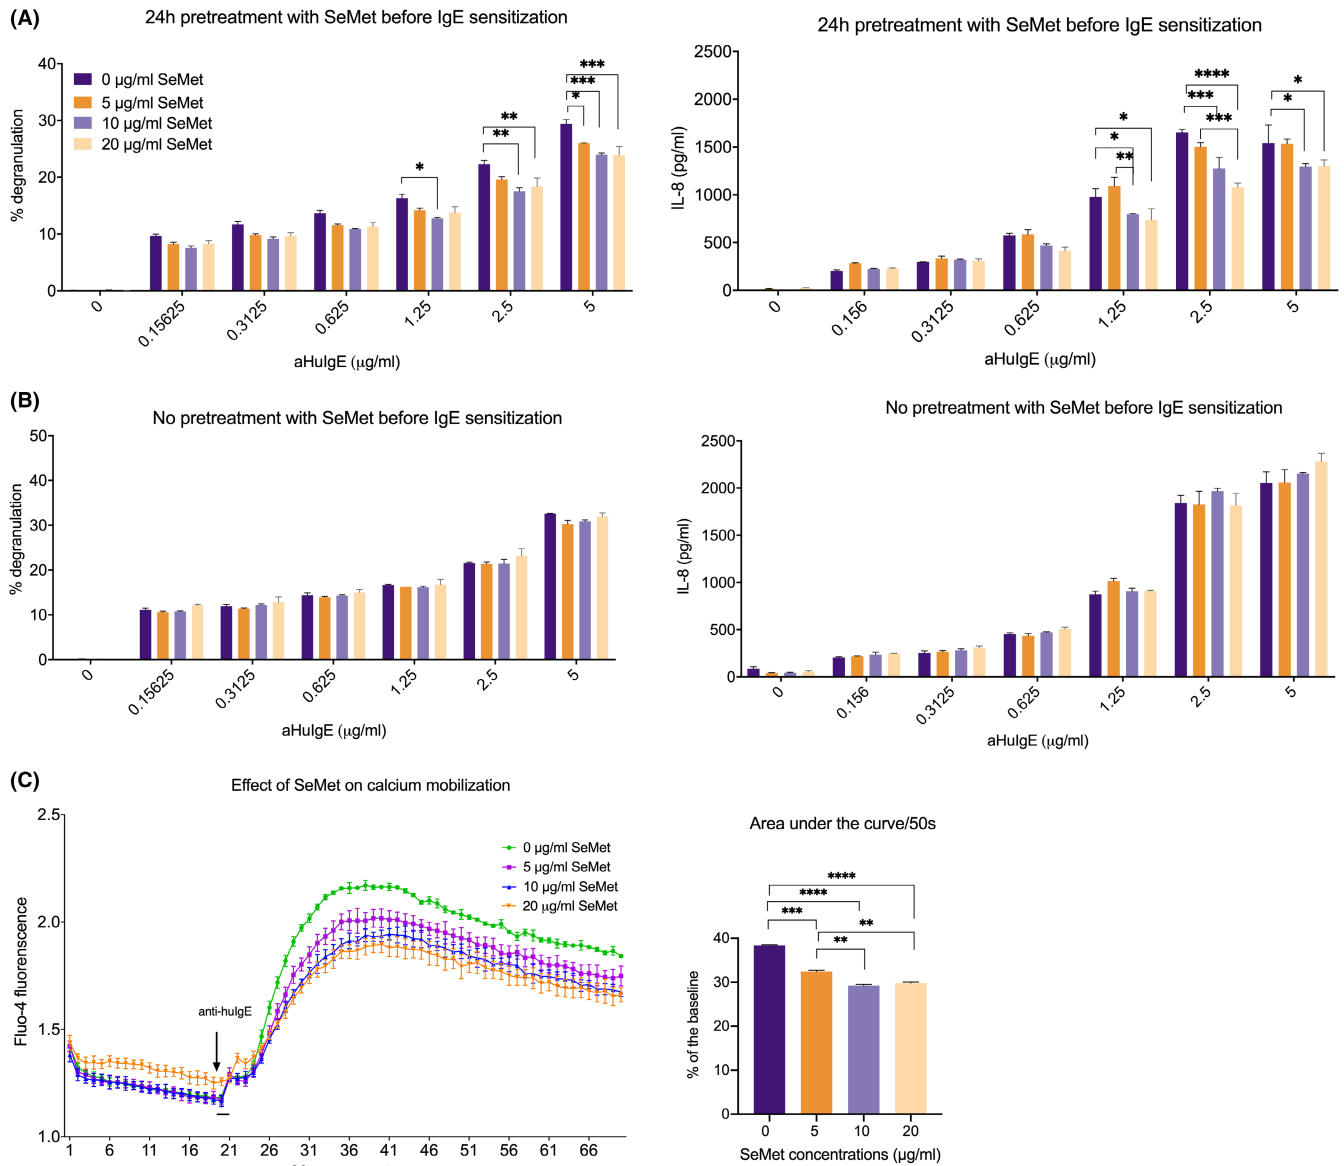 (A)
24h pretreatment with SeMet before IgE sensitization
% degranulation
40
30
20
10
0
0 µg/ml SeMet
5 µg/ml SeMet
10 µg/ml SeMet
20 µg/ml SeMet
*
**
**
*
***
***
0
0.15625
0.3125
0.625
1.25
2.5
5
aHuIgE (µg/ml)
24h pretreatment with SeMet before IgE sensitization
IL-8 (pg/ml)
2500
2000
1500
1000
500
0
*
*
**
****
***
***
*
*
0
0.156
0.3125
0.625
1.25
2.5
5
aHuIgE (µg/ml)
(B)
No pretreatment with SeMet before IgE sensitization
% degranulation
50
40
30
20
10
0
0
0.15625
0.3125
0.625
1.25
2.5
5
aHuIgE (µg/ml)
No pretreatment with SeMet before IgE sensitization
IL-8 (pg/ml)
2500
2000
1500
1000
500
0
0
0.156
0.3125
0.625
1.25
2.5
5
aHuIgE (µg/ml)
(C)
Effect of SeMet on calcium mobilization
Fluo-4 fluorenscence
2.5
2.0
1.5
1.0
0 µg/ml SeMet
5 µg/ml SeMet
10 µg/ml SeMet
20 µg/ml SeMet
anti-huIgE
1 6 11 16 21 26 31 36 41 46 51 56 61 66
Area under the curve/50s
% of the baseline
40
30
20
10
0
****
****
***
**
**
0 5 10 20
SeMet concentrations (µg/ml)